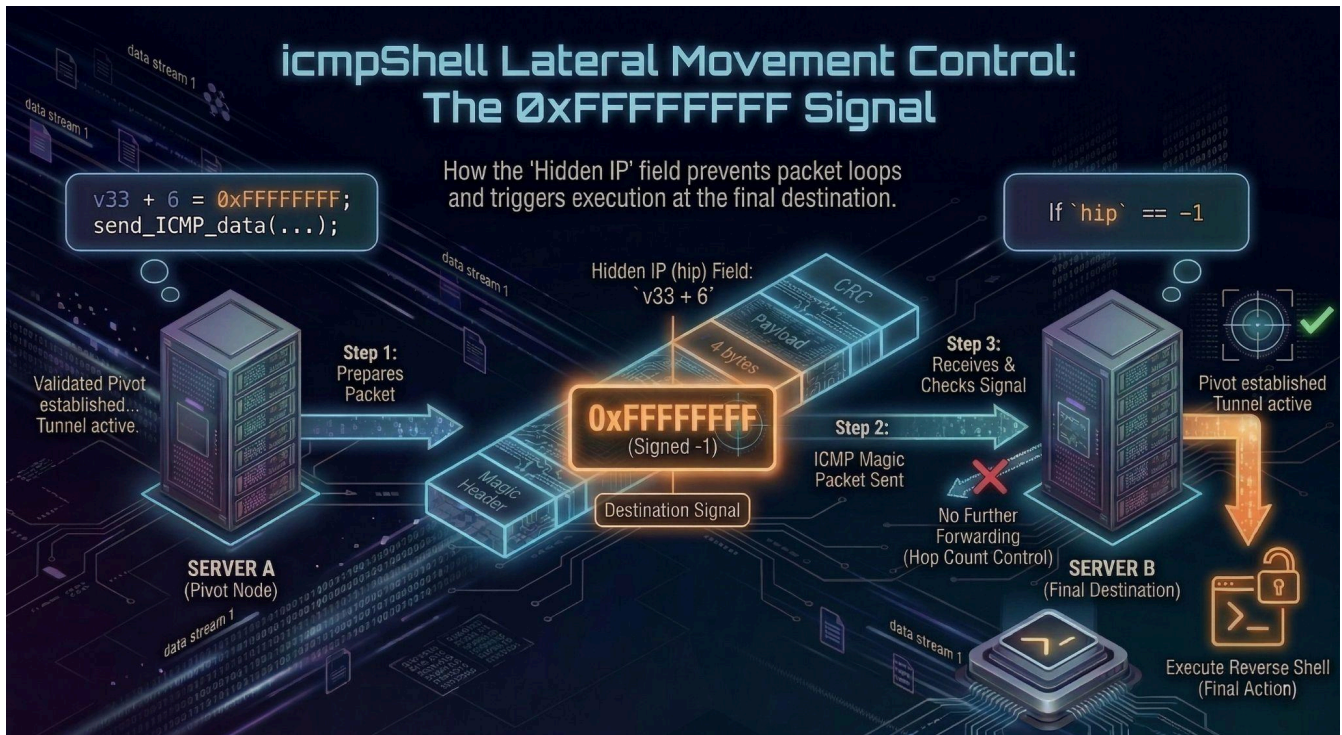 icmpShell Lateral Movement Control:
The 0xFFFFFFFF Signal
How the 'Hidden IP' field prevents packet loops
and triggers execution at the final destination.
data stream 1
data stream 1
v33 + 6 = 0xFFFFFFFF;
send_ICMP_data(...);
If `hip` == -1
data stream 1
Hidden IP (hip) Field:
`v33 + 6'
CRC
Payload
4 bytes
0xFFFFFFFF
(Signed -1)
Magic
Header
Destination Signal
Validated Pivot
established...
Tunnel active.
Step 1:
Prepares
Packet
Step 2:
ICMP Magic
Packet Sent
Step 3:
Receives &
Checks Signal
Pivot established
Tunnel active
No Further
Forwarding
(Hop Count Control)
SERVER A
(Pivot Node)
SERVER B
(Final Destination)
data stream 1
data stream 1
Execute Reverse Shell
(Final Action)